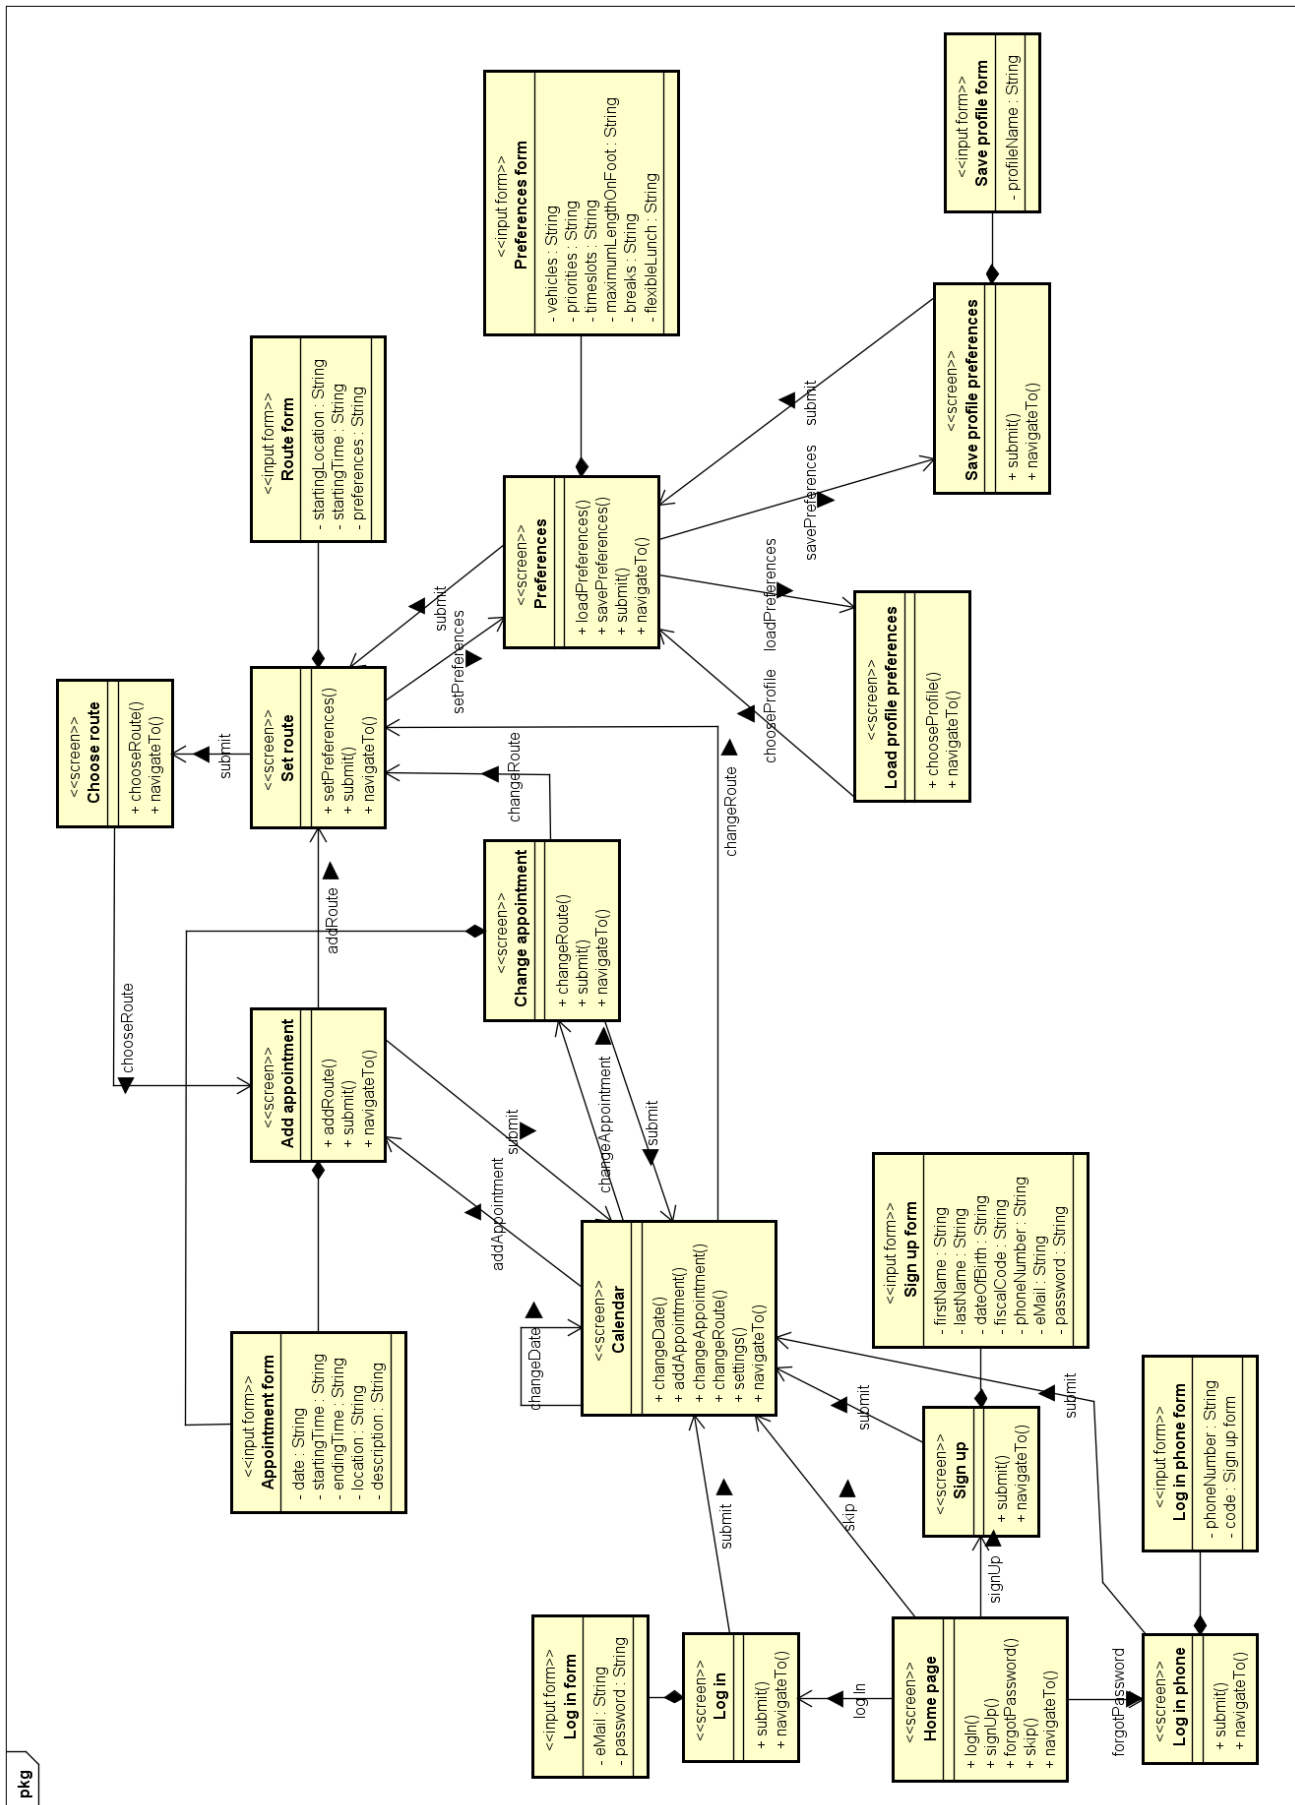 pkg
<<input form>>
Log in form
- eMail : String
- password : String
<<screen>>
Log in
+ submit()
+ navigateTo()
log In
<<screen>>
Home page
+ logIn()
+ signUp()
+ forgotPassword()
+ skip()
+ navigateTo()
forgotPassword
<<screen>>
Log in phone
+ submit()
+ navigateTo()
<<input form>>
Log in phone form
- phoneNumber : String
- code : Sign up form
signUp
skip
submit
submit
submit
<<screen>>
Sign up
+ submit()
+ navigateTo()
<<input form>>
Sign up form
- firstName : String
- lastName : String
- dateOfBirth : String
- fiscalCode : String
- phoneNumber : String
- eMail : String
- password : String
<<input form>>
Appointment form
- date : String
- startingTime : String
- endingTime : String
- location : String
- description : String
changeDate
<<screen>>
Calendar
+ changeDate()
+ addAppointment()
+ changeAppointment()
+ changeRoute()
+ settings()
+ navigateTo()
addAppointment
submit
changeAppointment
submit
<<screen>>
Add appointment
+ addRoute()
+ submit()
+ navigateTo()
chooseRoute
addRoute
<<screen>>
Change appointment
+ changeRoute()
+ submit()
+ navigateTo()
changeRoute
changeRoute
<<screen>>
Choose route
+ chooseRoute()
+ navigateTo()
submit
<<screen>>
Set route
+ setPreferences()
+ submit()
+ navigateTo()
<<input form>>
Route form
- startingLocation : String
- startingTime : String
- preferences : String
setPreferences
submit
<<screen>>
Preferences
+ loadPreferences()
+ savePreferences()
+ submit()
+ navigateTo()
<<input form>>
Preferences form
- vehicles : String
- priorities : String
- timeslots : String
- maximumLengthOnFoot : String
- breaks : String
- flexibleLunch : String
chooseProfile
loadPreferences
savePreferences
submit
<<screen>>
Load profile preferences
+ chooseProfile()
+ navigateTo()
<<screen>>
Save profile preferences
+ submit()
+ navigateTo()
<<input form>>
Save profile form
- profileName : String